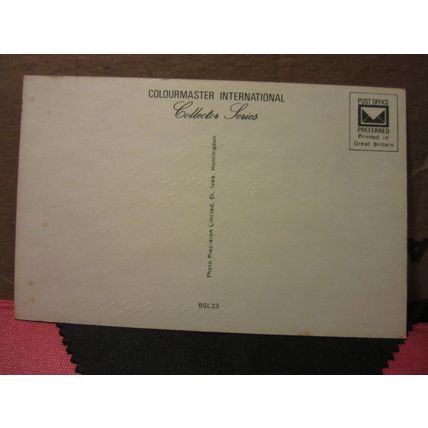 COLOURMASTER INTERNATIONAL
Collector Series
POST OFFICE
PREFERRED
Printed in
Great Britain
Photo Precision Limited, St. Ives, Huntingdon
RSL23